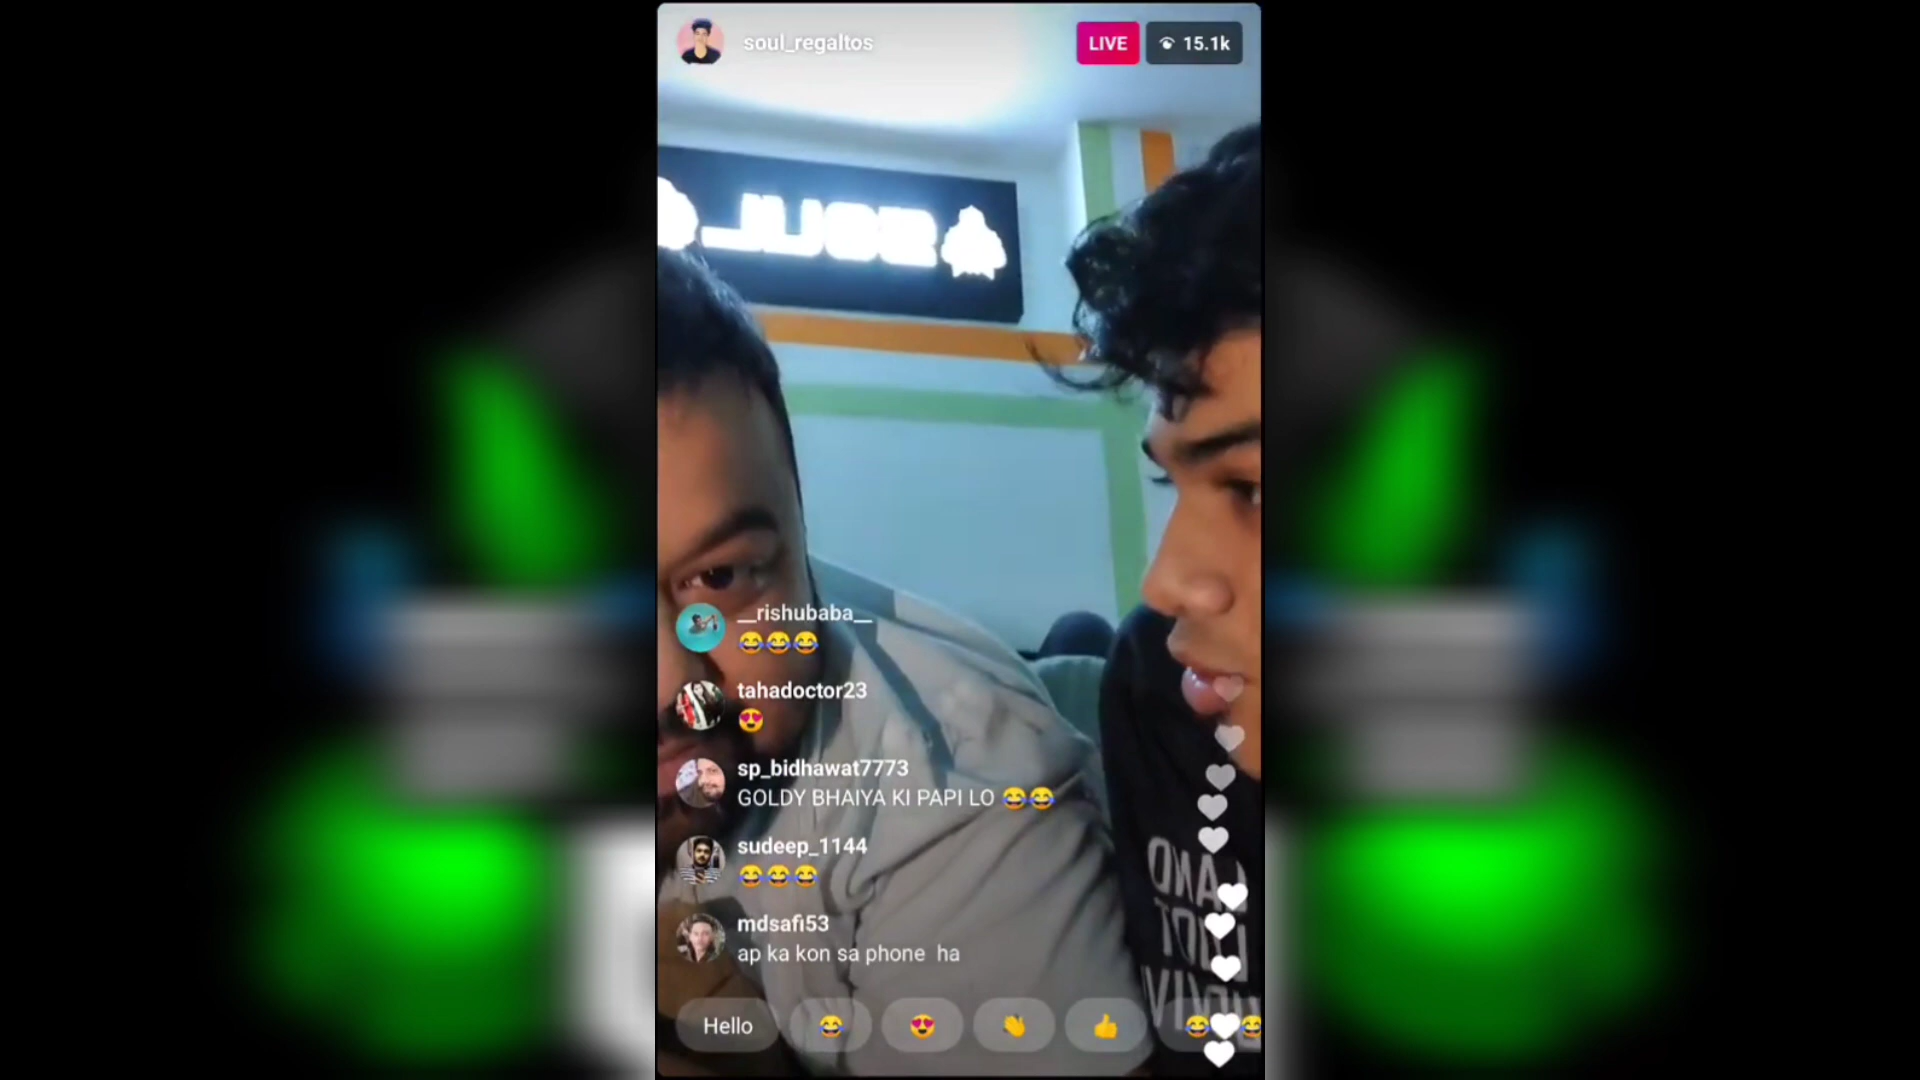 soul_regaltos
LIVE 15.1k
SOUL
__rishubaba__
😂😂😂
tahadoctor23
😍
sp_bidhawat7773
GOLDY BHAIYA KI PAPI LO 😂😂
sudeep_1144
😂😂😂
mdsafi53
ap ka kon sa phone ha
Hello 😂 😍 👏 👍